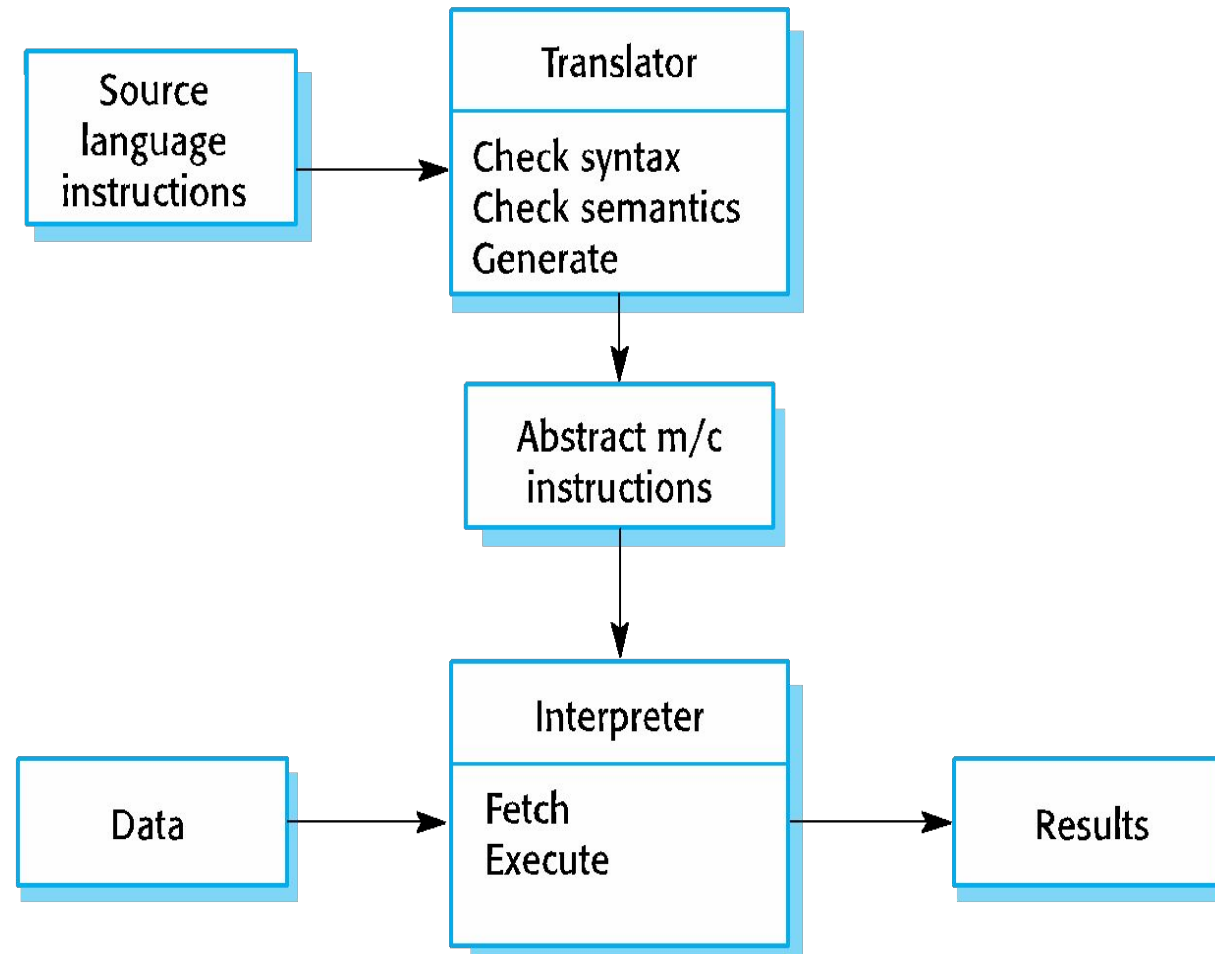 Source
language
instructions
Translator
Check syntax
Check semantics
Generate
Abstract m/c
instructions
Interpreter
Fetch
Execute
Data
Results